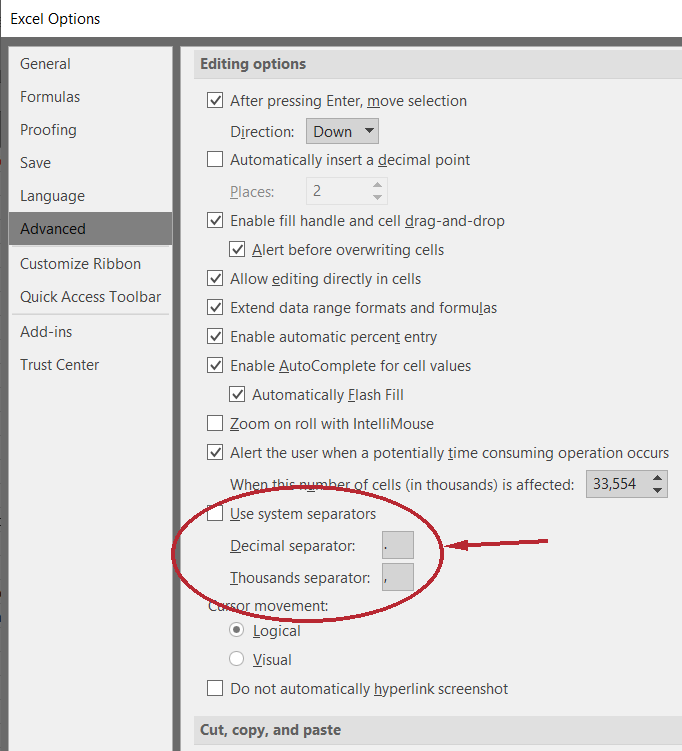 Excel Options
General
Formulas
Proofing
Save
Language
Advanced
Customize Ribbon
Quick Access Toolbar
Add-ins
Trust Center
Editing options
After pressing Enter, move selection
Direction: Down
Automatically insert a decimal point
Places: 2
Enable fill handle and cell drag-and-drop
Alert before overwriting cells
Allow editing directly in cells
Extend data range formats and formulas
Enable automatic percent entry
Enable AutoComplete for cell values
Automatically Flash Fill
Zoom on roll with IntelliMouse
Alert the user when a potentially time consuming operation occurs
When this number of cells (in thousands) is affected: 33,554
Use system separators
Decimal separator: .
Thousands separator: ,
Cursor movement:
Logical
Visual
Do not automatically hyperlink screenshot
Cut, copy, and paste